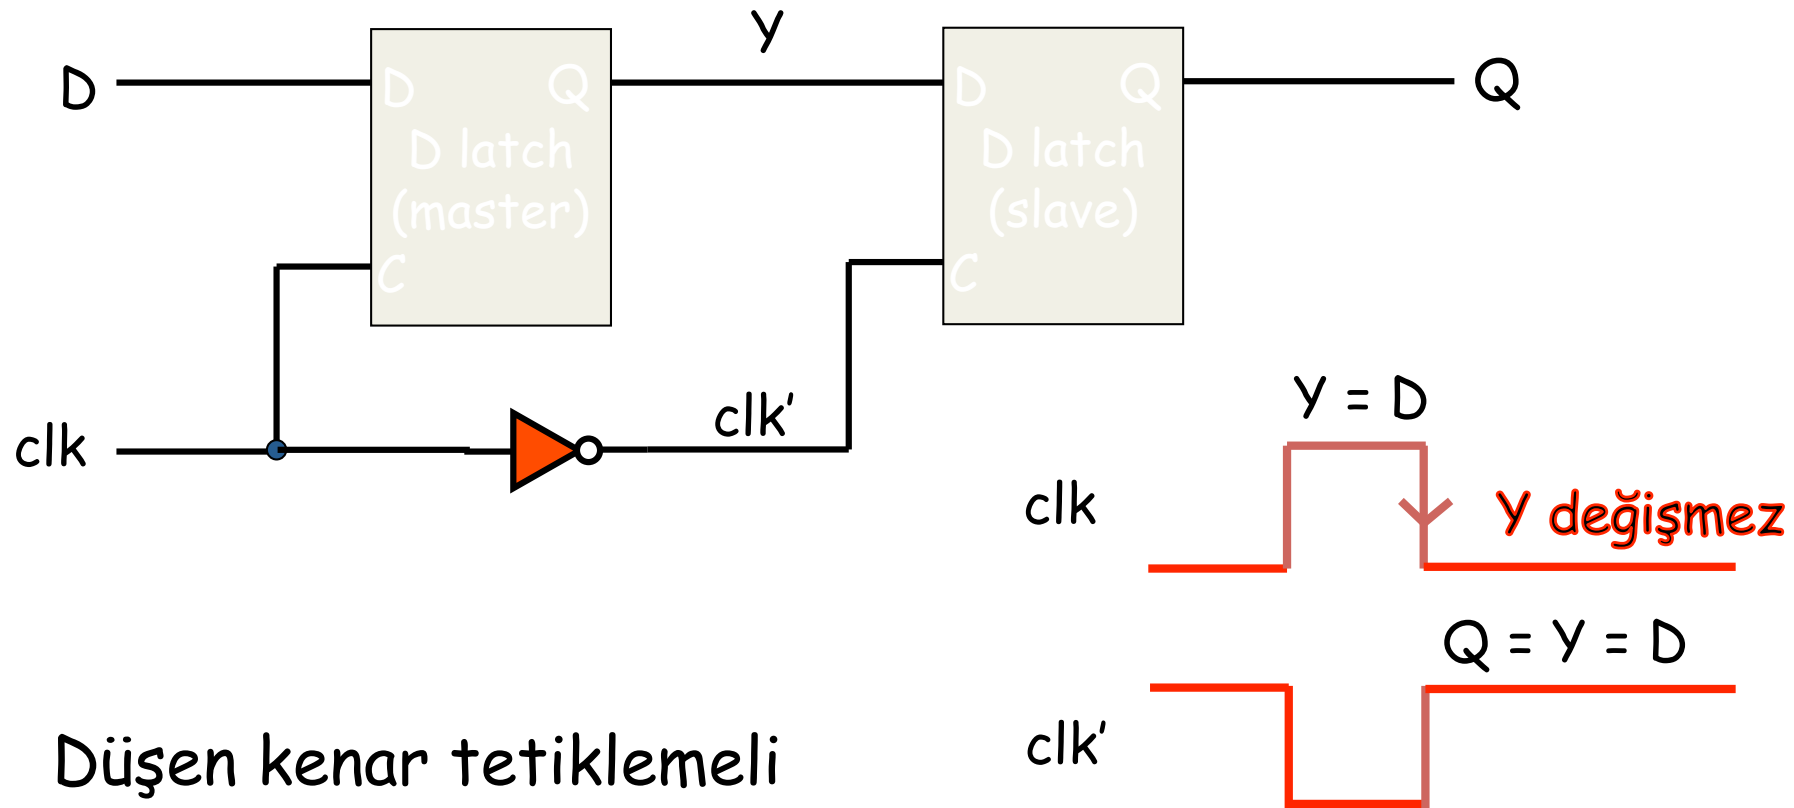 Y
D
D Q
D latch
(master)
C
D Q
D latch
(slave)
C
Q
clk
clk'
Y = D
clk
Y değişmez
Q = Y = D
clk'
Düşen kenar tetiklemeli